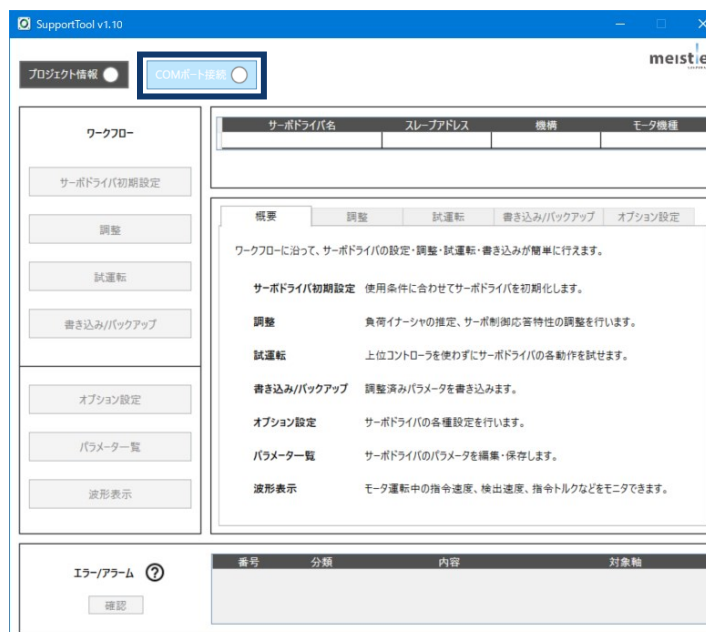 SupportTool v1.10
プロジェクト情報
COMポート接続
meistle
ワークフロー
サーボドライバ初期設定
調整
試運転
書き込み/バックアップ
オプション設定
パラメータ一覧
波形表示
サーボドライバ名 スレーブアドレス 機構 モータ機種
概要 調整 試運転 書き込み/バックアップ オプション設定
ワークフローに沿って、サーボドライバの設定・調整・試運転・書き込みが簡単に行えます。
サーボドライバ初期設定 使用条件に合わせてサーボドライバを初期化します。
調整 負荷イナーシャの推定、サーボ制御応答特性の調整を行います。
試運転 上位コントローラを使わずにサーボドライバの各動作を試せます。
書き込み/バックアップ 調整済みパラメータを書き込みます。
オプション設定 サーボドライバの各種設定を行います。
パラメータ一覧 サーボドライバのパラメータを編集・保存します。
波形表示 モータ運転中の指令速度、検出速度、指令トルクなどをモニタできます。
エラー/アラーム ?
確認
番号 分類 内容 対象軸